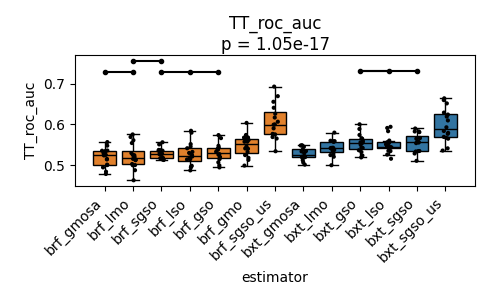 TT_roc_auc
p = 1.05e-17
TT_roc_auc
0.7
0.6
0.5
brf_gmosa
brf_lmo
brf_sgso
brf_lso
brf_gso
brf_gmo
brf_sgso_us
bxt_gmosa
bxt_lmo
bxt_gso
bxt_lso
bxt_sgso
bxt_sgso_us
estimator